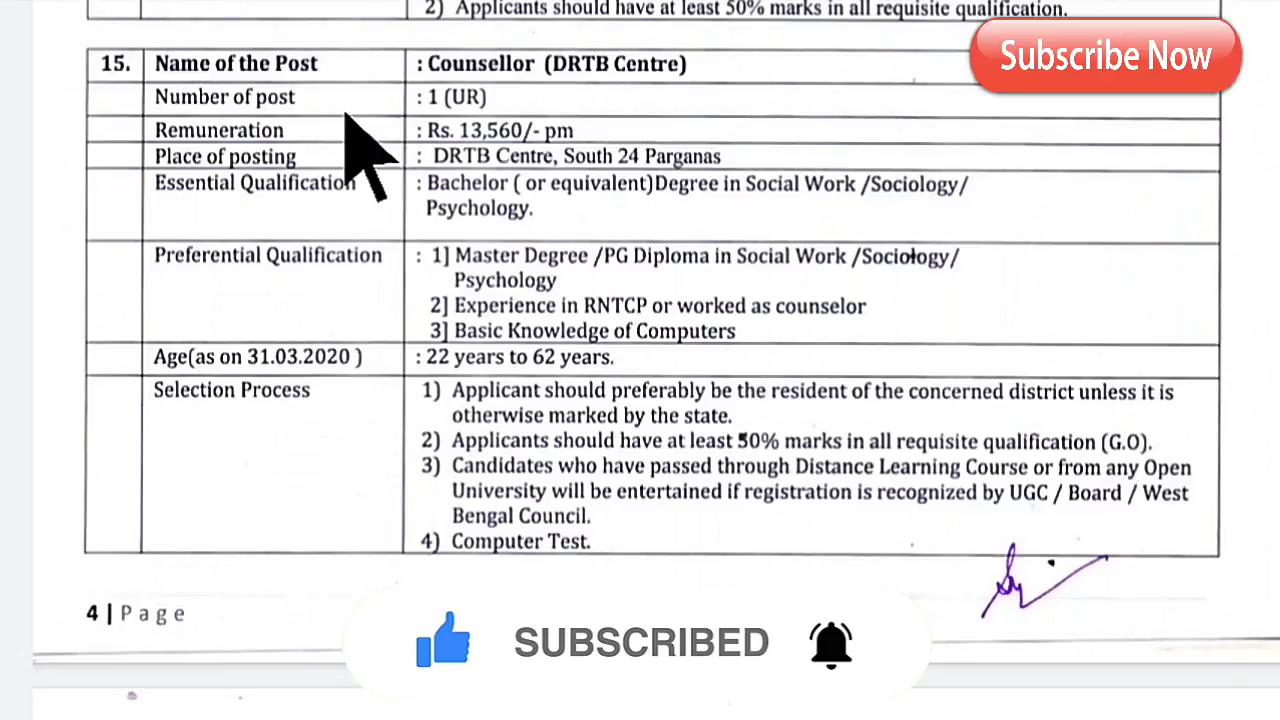 2) Applicants should have at least 50% marks in all requisite qualification.
Subscribe Now
15. Name of the Post : Counsellor (DRTB Centre)
Number of post : 1 (UR)
Remuneration : Rs. 13,560/- pm
Place of posting : DRTB Centre, South 24 Parganas
Essential Qualification : Bachelor ( or equivalent)Degree in Social Work /Sociology/
Psychology.
Preferential Qualification : 1] Master Degree /PG Diploma in Social Work /Sociology/
Psychology
2] Experience in RNTCP or worked as counselor
3] Basic Knowledge of Computers
Age(as on 31.03.2020 ) : 22 years to 62 years.
Selection Process 1) Applicant should preferably be the resident of the concerned district unless it is
otherwise marked by the state.
2) Applicants should have at least 50% marks in all requisite qualification (G.O).
3) Candidates who have passed through Distance Learning Course or from any Open
University will be entertained if registration is recognized by UGC / Board / West
Bengal Council.
4) Computer Test.
4 | P a g e
SUBSCRIBED